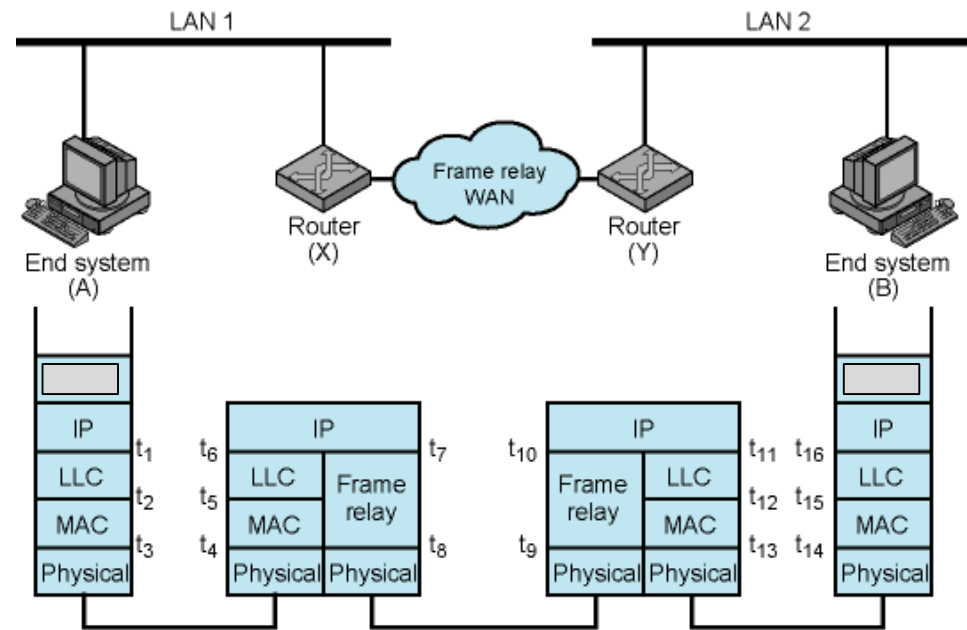 LAN 1
LAN 2
Frame relay
WAN
Router
(X)
Router
(Y)
End system
(A)
End system
(B)
IP
LLC
MAC
Physical
t1
t2
t3
t6
t5
t4
IP
LLC
MAC
Physical
Frame
relay
Physical
t7
t8
t10
t9
IP
Frame
relay
Physical
LLC
MAC
Physical
t11
t12
t13
t16
t15
t14
IP
LLC
MAC
Physical